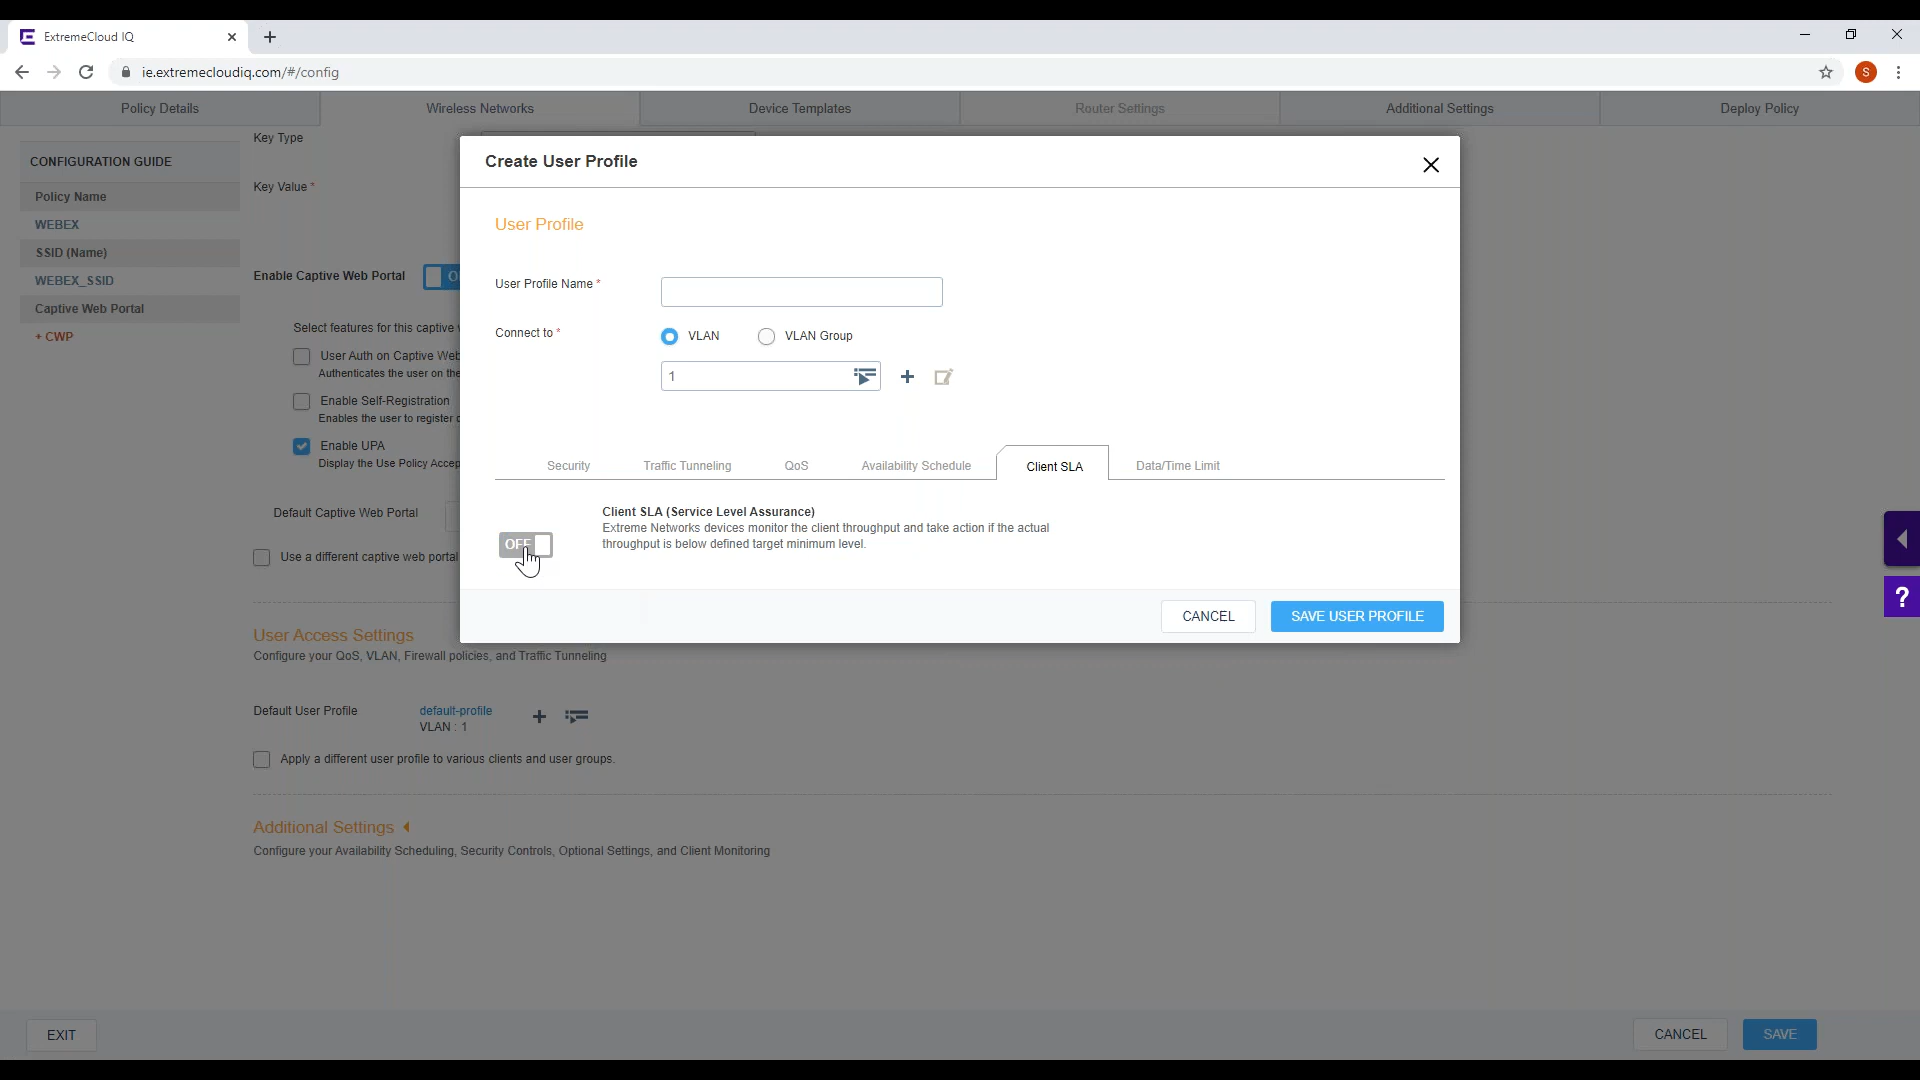 ExtremeCloud IQ
ie.extremecloudiq.com/#/config
S
Policy Details
Wireless Networks
Device Templates
Router Settings
Additional Settings
Deploy Policy
CONFIGURATION GUIDE
Policy Name
WEBEX
SSID (Name)
WEBEX_SSID
Captive Web Portal
+ CWP
Key Type
Key Value *
Enable Captive Web Portal
Select features for this captive
User Auth on Captive Web
Authenticates the user on the
Enable Self-Registration
Enables the user to register
Enable UPA
Display the Use Policy Accep
Default Captive Web Portal
Use a different captive web portal
Create User Profile
User Profile
User Profile Name *
Connect to *
VLAN
VLAN Group
1
Security
Traffic Tunneling
QoS
Availability Schedule
Client SLA
Data/Time Limit
OFF
Client SLA (Service Level Assurance)
Extreme Networks devices monitor the client throughput and take action if the actual
throughput is below defined target minimum level.
CANCEL
SAVE USER PROFILE
?
User Access Settings
Configure your QoS, VLAN, Firewall policies, and Traffic Tunneling
Default User Profile
default-profile
VLAN : 1
Apply a different user profile to various clients and user groups.
Additional Settings
Configure your Availability Scheduling, Security Controls, Optional Settings, and Client Monitoring
EXIT
CANCEL
SAVE